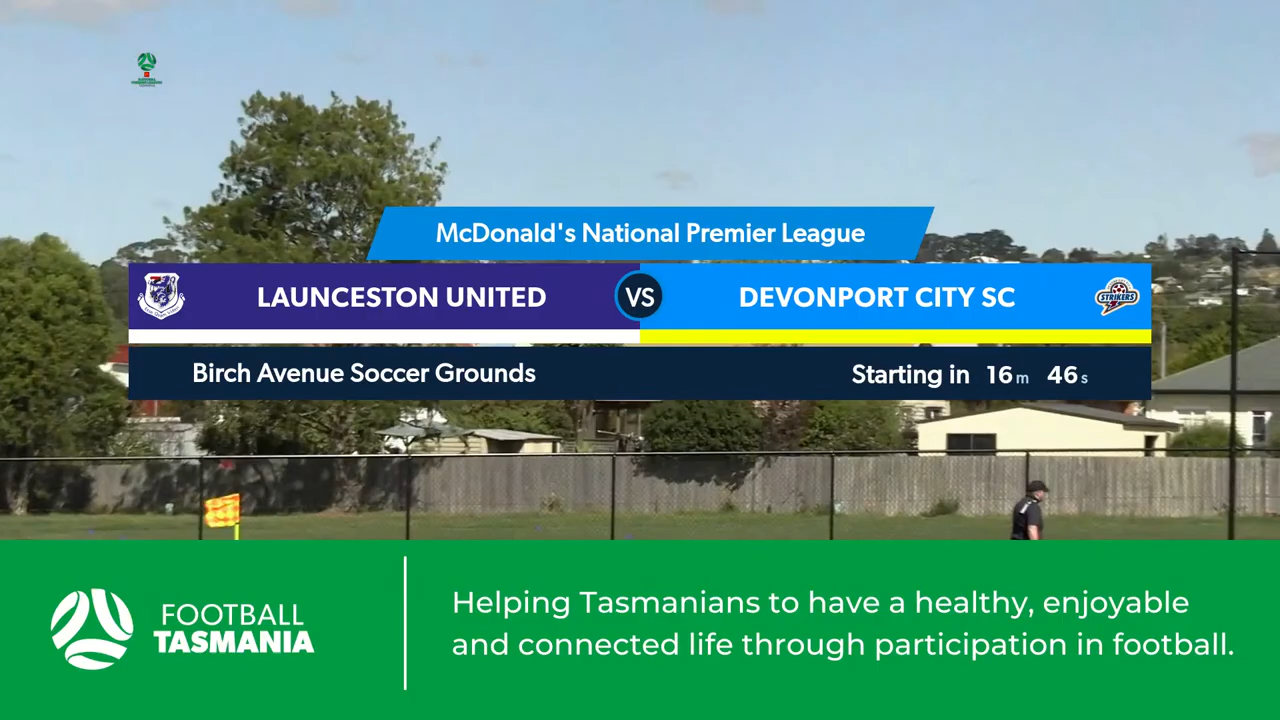 McDonald's National Premier League
LAUNCESTON UNITED
VS
DEVONPORT CITY SC
STRIKERS
Birch Avenue Soccer Grounds
Starting in 16m 46s
FOOTBALL
TASMANIA
Helping Tasmanians to have a healthy, enjoyable
and connected life through participation in football.